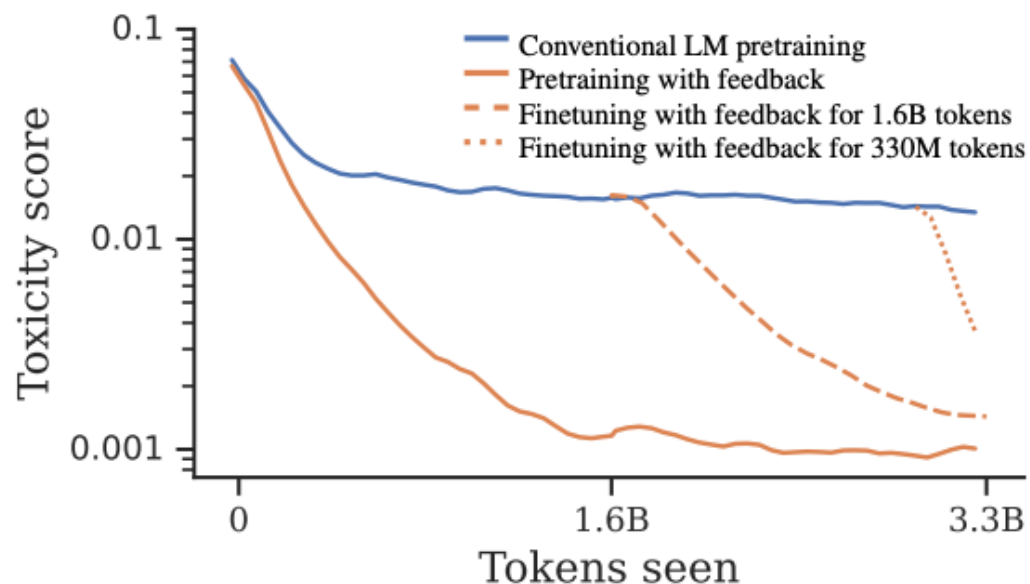 0.1
Conventional LM pretraining
Pretraining with feedback
Finetuning with feedback for 1.6B tokens
Finetuning with feedback for 330M tokens
Toxicity score
0.01
0.001
0
1.6B
3.3B
Tokens seen